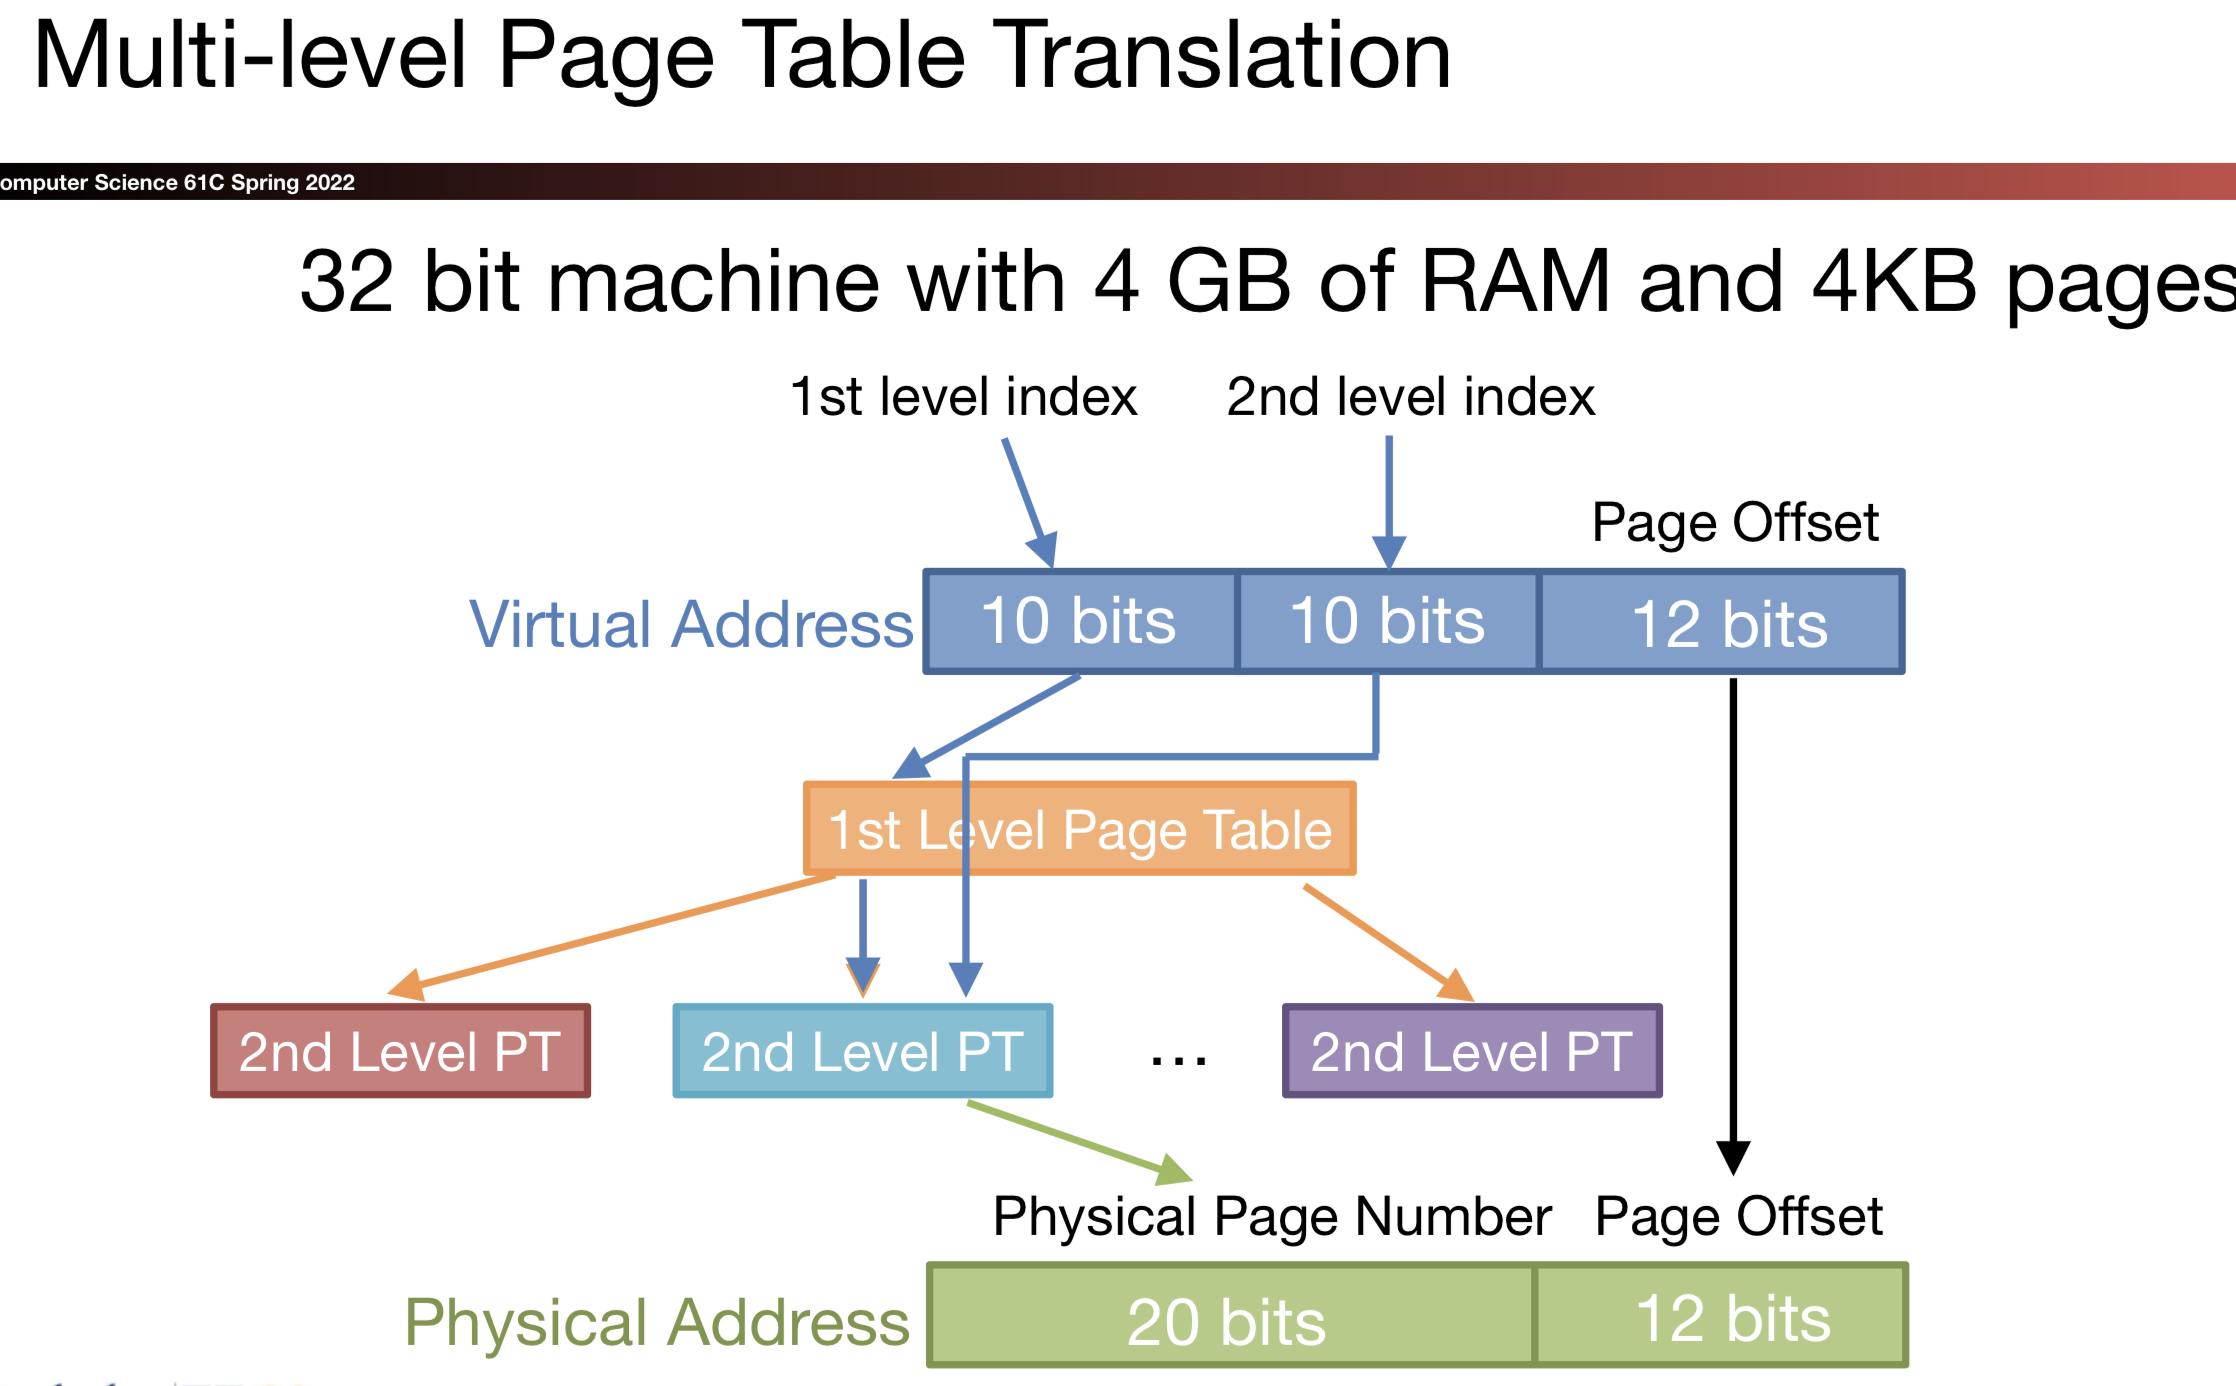 Multi-level Page Table Translation
omputer Science 61C Spring 2022
32 bit machine with 4 GB of RAM and 4KB pages
1st level index 2nd level index
Page Offset
Virtual Address 10 bits 10 bits 12 bits
1st Level Page Table
2nd Level PT 2nd Level PT ... 2nd Level PT
Physical Page Number Page Offset
Physical Address 20 bits 12 bits